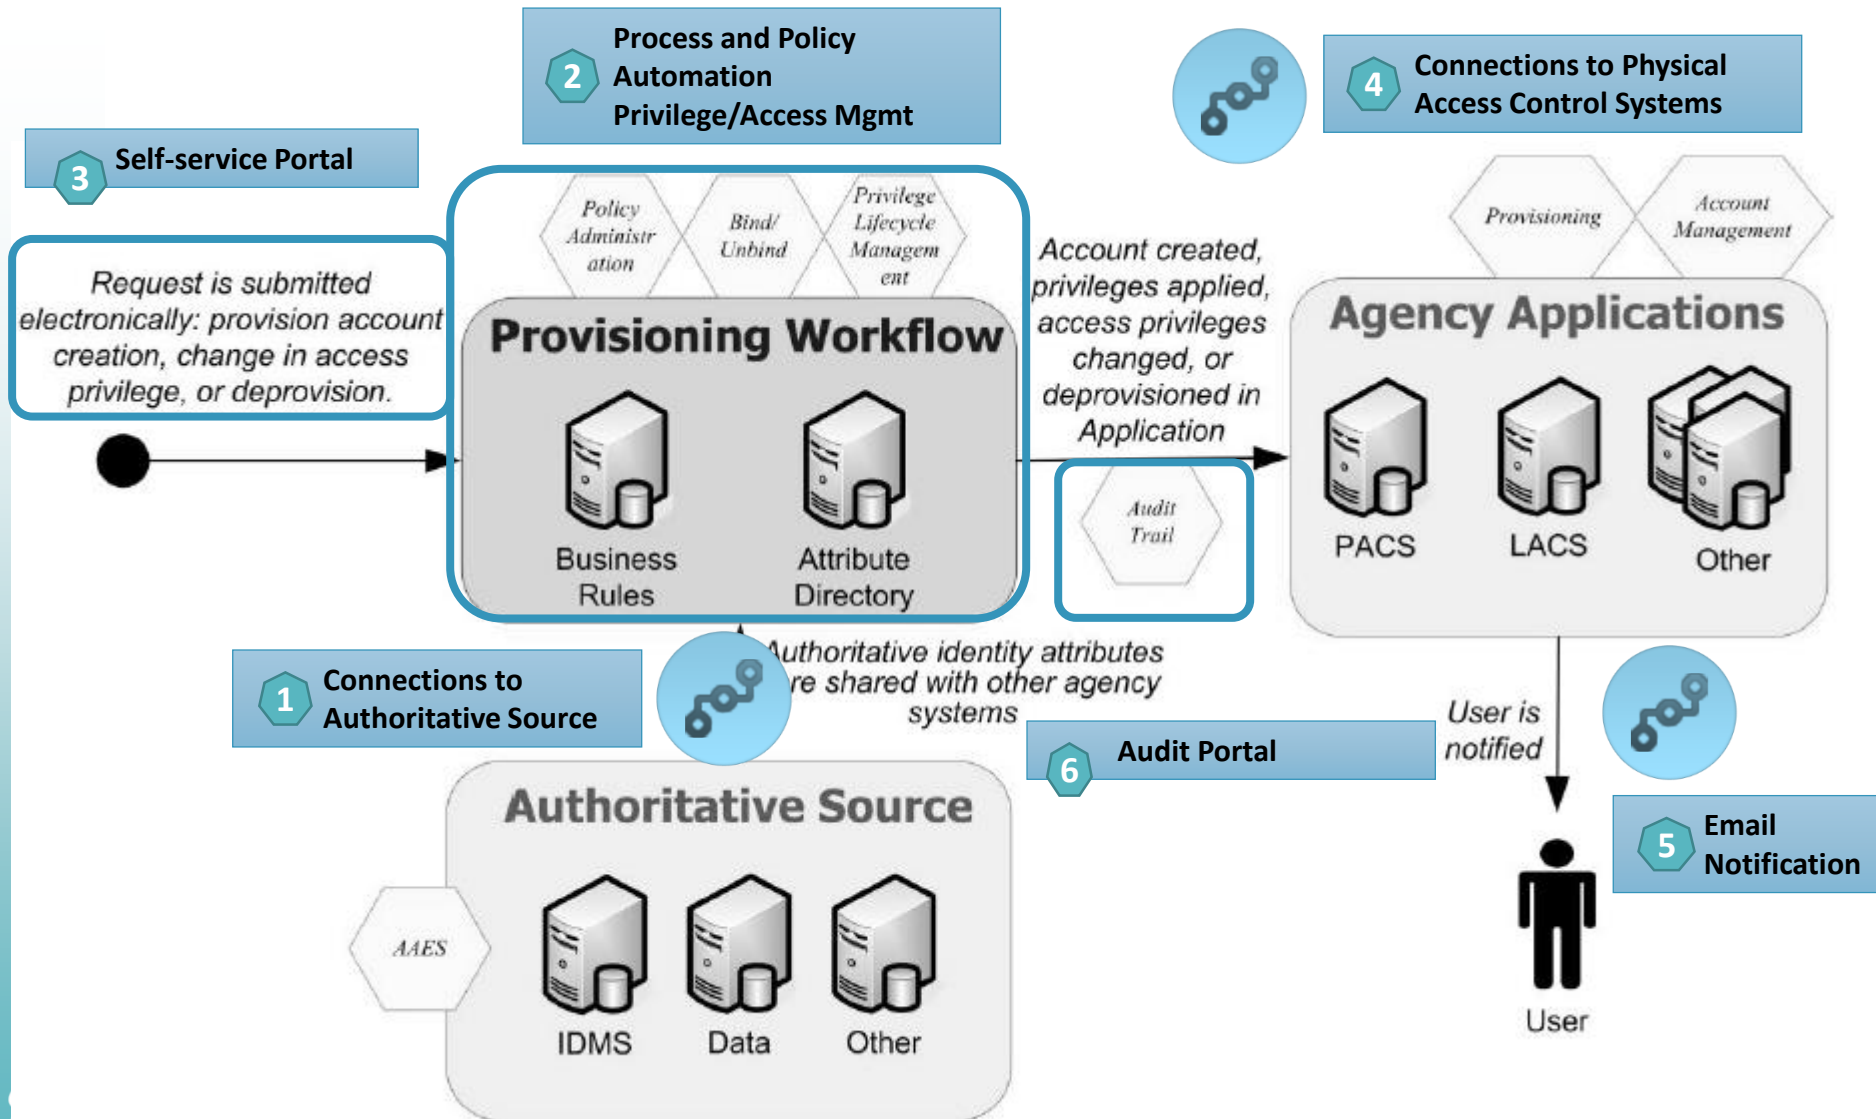 2
Process and Policy
Automation
Privilege/Access Mgmt
4
Connections to Physical
Access Control Systems
3
Self-service Portal
Policy
Administr
ation
Bind/
Unbind
Privilege
Lifecycle
Managem
ent
Provisioning
Account
Management
Request is submitted
electronically: provision account
creation, change in access
privilege, or deprovision.
Provisioning Workflow
Business
Rules
Attribute
Directory
Account created,
privileges applied,
access privileges
changed, or
deprovisioned in
Application
Audit
Trail
Agency Applications
PACS
LACS
Other
1
Connections to
Authoritative Source
Authoritative identity attributes
re shared with other agency
systems
6
Audit Portal
User is
notified
5
Email
Notification
Authoritative Source
AAES
IDMS
Data
Other
User